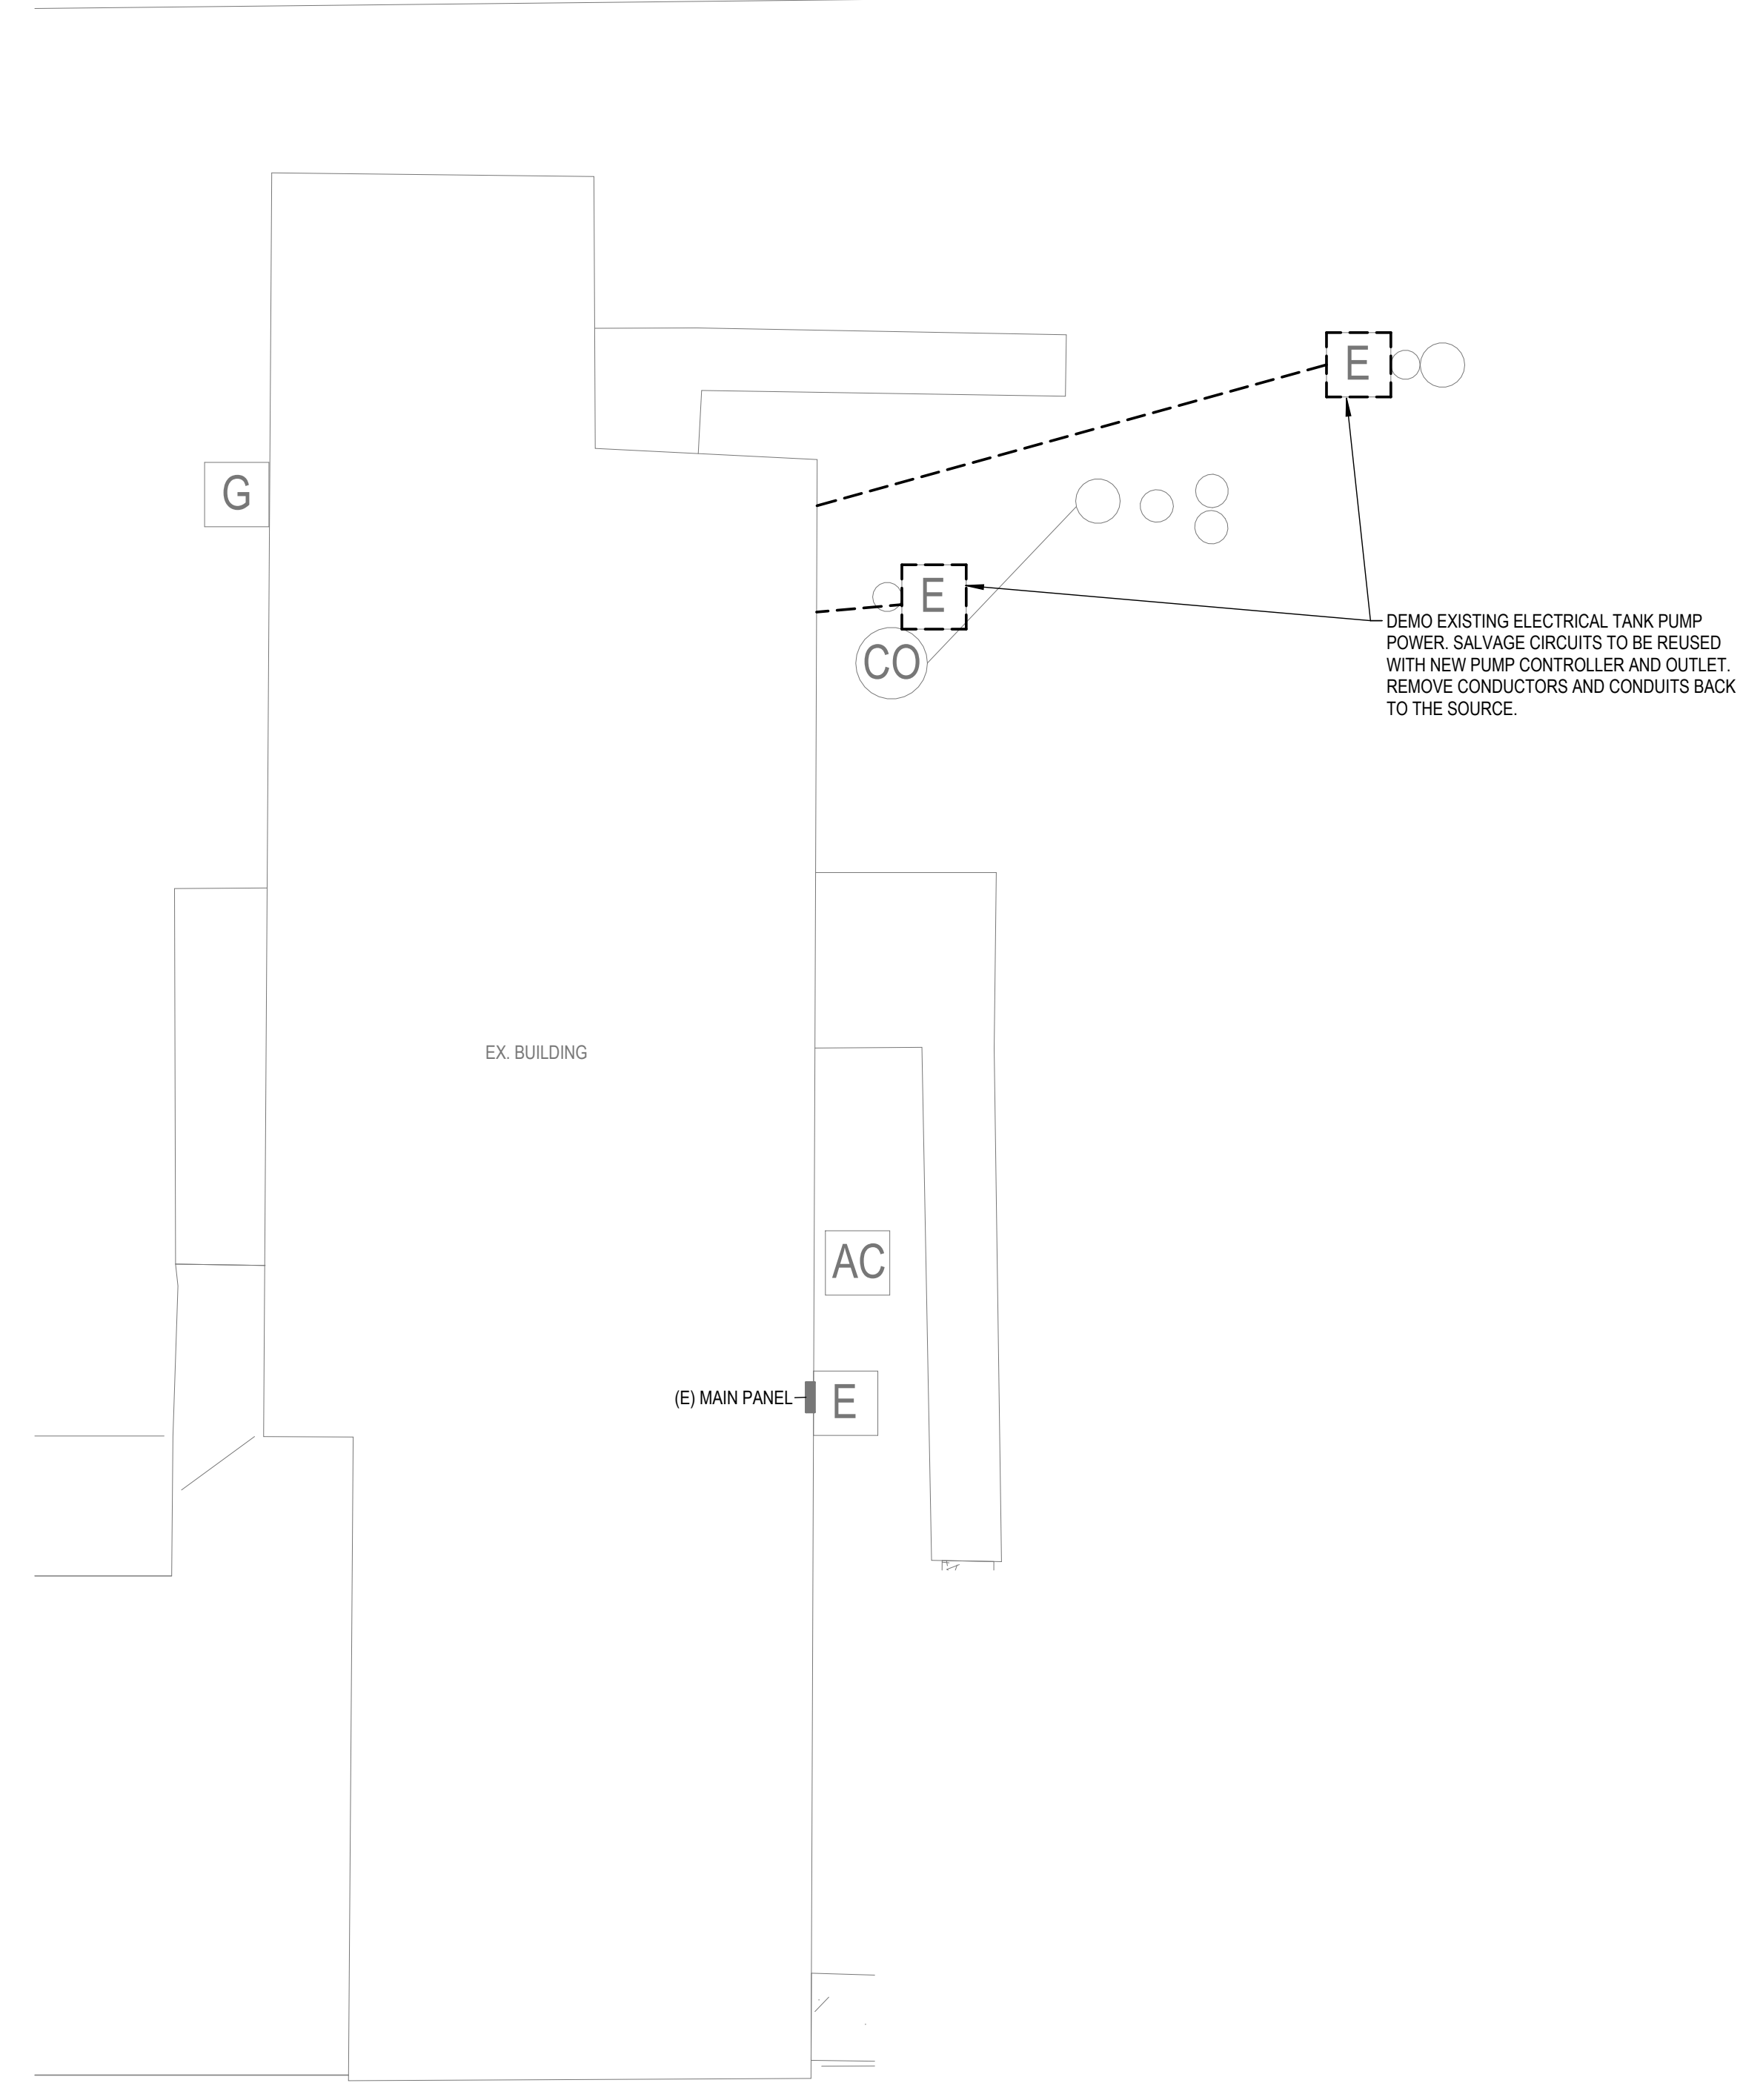 E
G
E
DEMO EXISTING ELECTRICAL TANK PUMP
POWER. SALVAGE CIRCUITS TO BE REUSED
WITH NEW PUMP CONTROLLER AND OUTLET.
REMOVE CONDUCTORS AND CONDUITS BACK
TO THE SOURCE.
CO
EX. BUILDING
AC
(E) MAIN PANEL
E